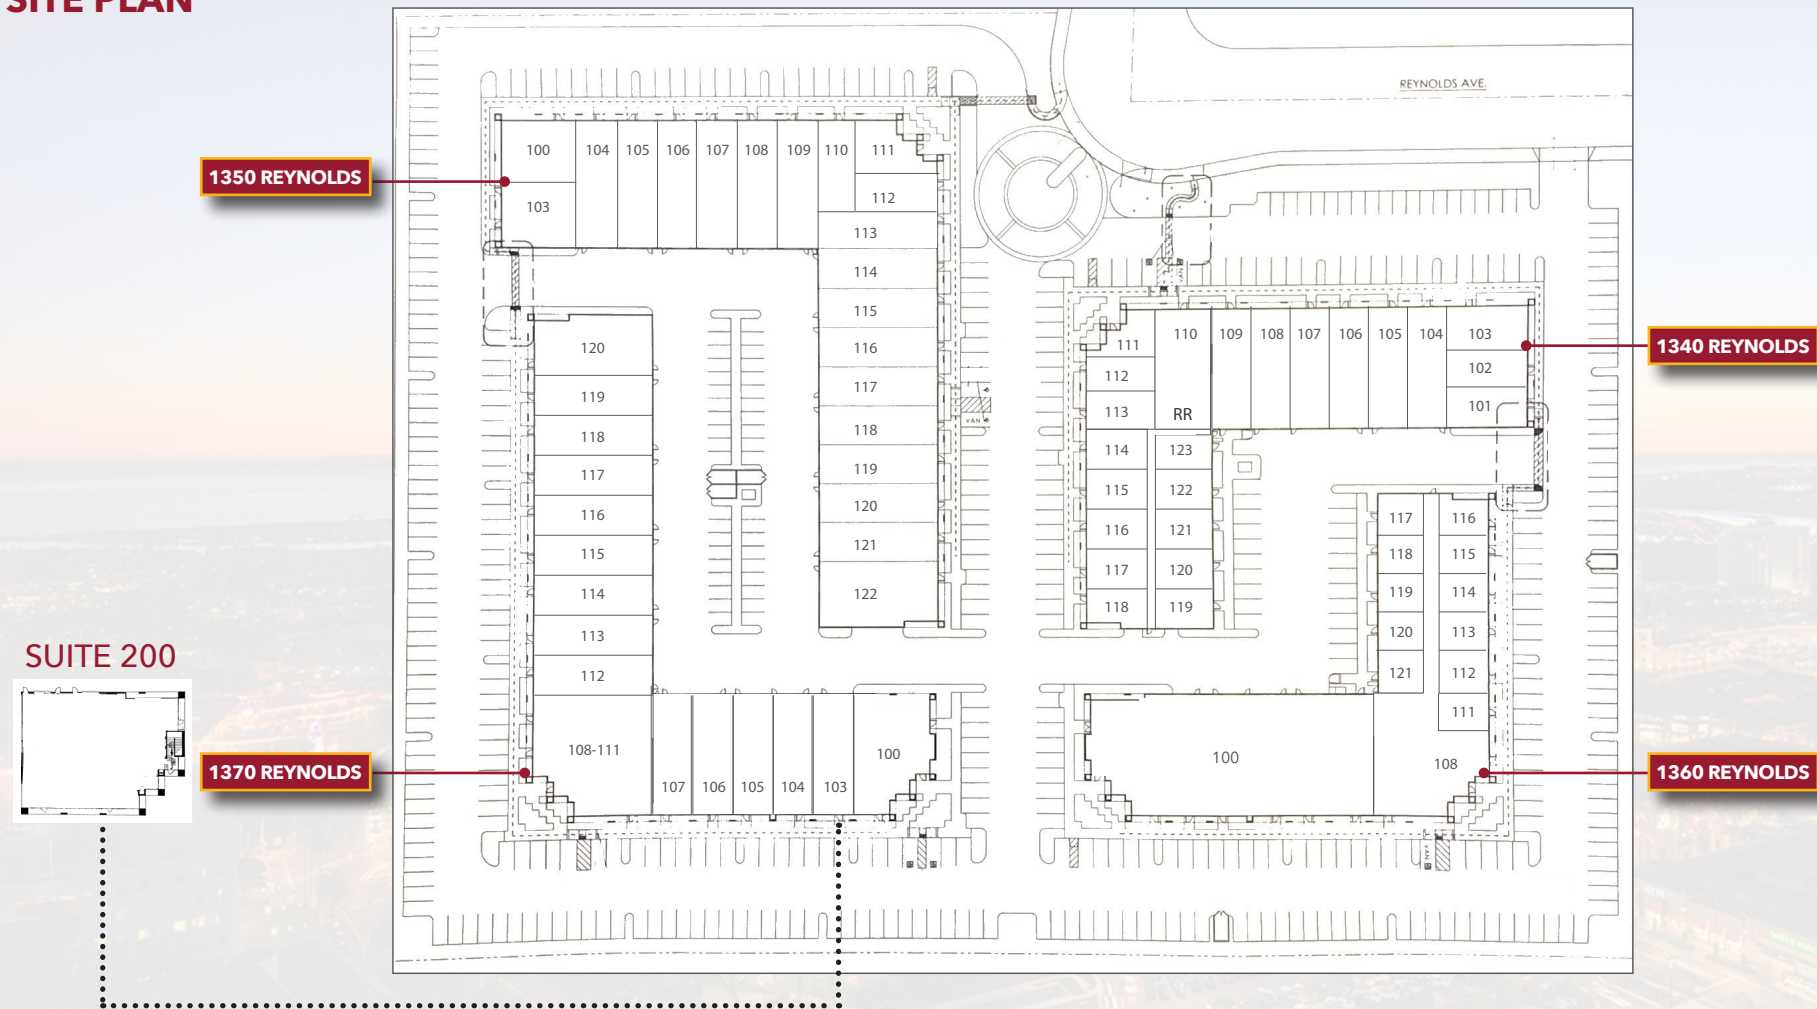 SITE PLAN
REYNOLDS AVE.
1350 REYNOLDS
100 104 105 106 107 108 109 110 111
103
112
113
114
115
116
117
118
119
120
121
122
120
119
118
117
116
115
114
113
112
108-111
107 106 105 104 103
100
1370 REYNOLDS
SUITE 200
1340 REYNOLDS
111 110 109 108 107 106 105 104 103
102
101
112
113 RR
114 123
115 122
116 121
117 120
118 119
VAN
VAN
117 116
118 115
119 114
120 113
121 112
111
100
108
1360 REYNOLDS
VAN